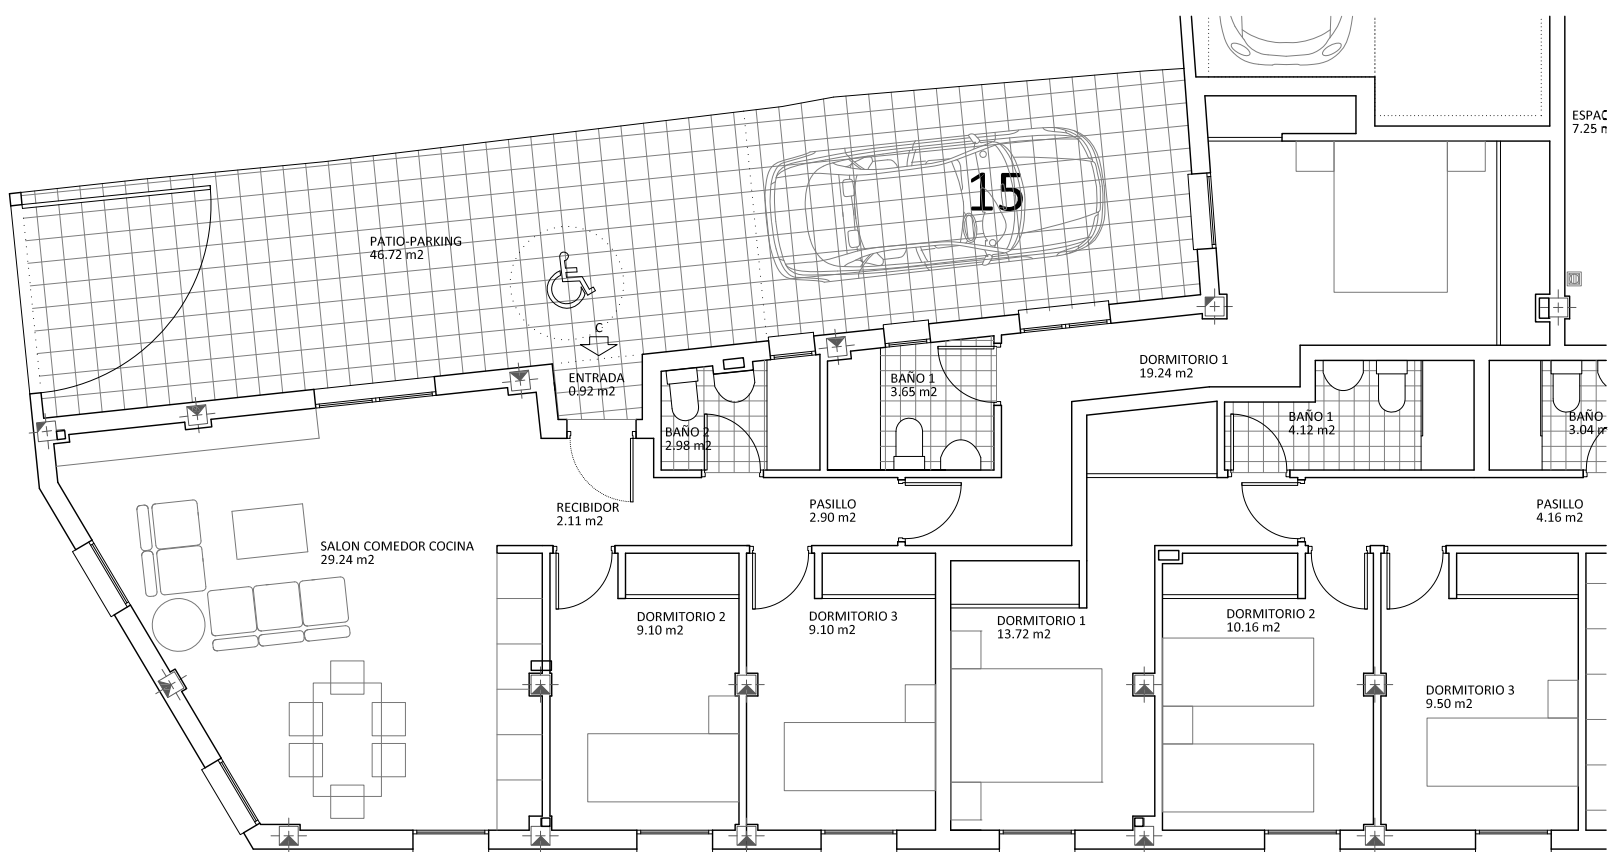 ESPAC
7.25 m
15
PATIO-PARKING
46.72 m2
C
ENTRADA
0.92 m2
BAÑO 1
3.65 m2
DORMITORIO 1
19.24 m2
BAÑO 2
2.98 m2
BAÑO 1
4.12 m2
BAÑO
3.04 m
RECIBIDOR
2.11 m2
PASILLO
2.90 m2
PASILLO
4.16 m2
SALON COMEDOR COCINA
29.24 m2
DORMITORIO 2
9.10 m2
DORMITORIO 3
9.10 m2
DORMITORIO 1
13.72 m2
DORMITORIO 2
10.16 m2
DORMITORIO 3
9.50 m2